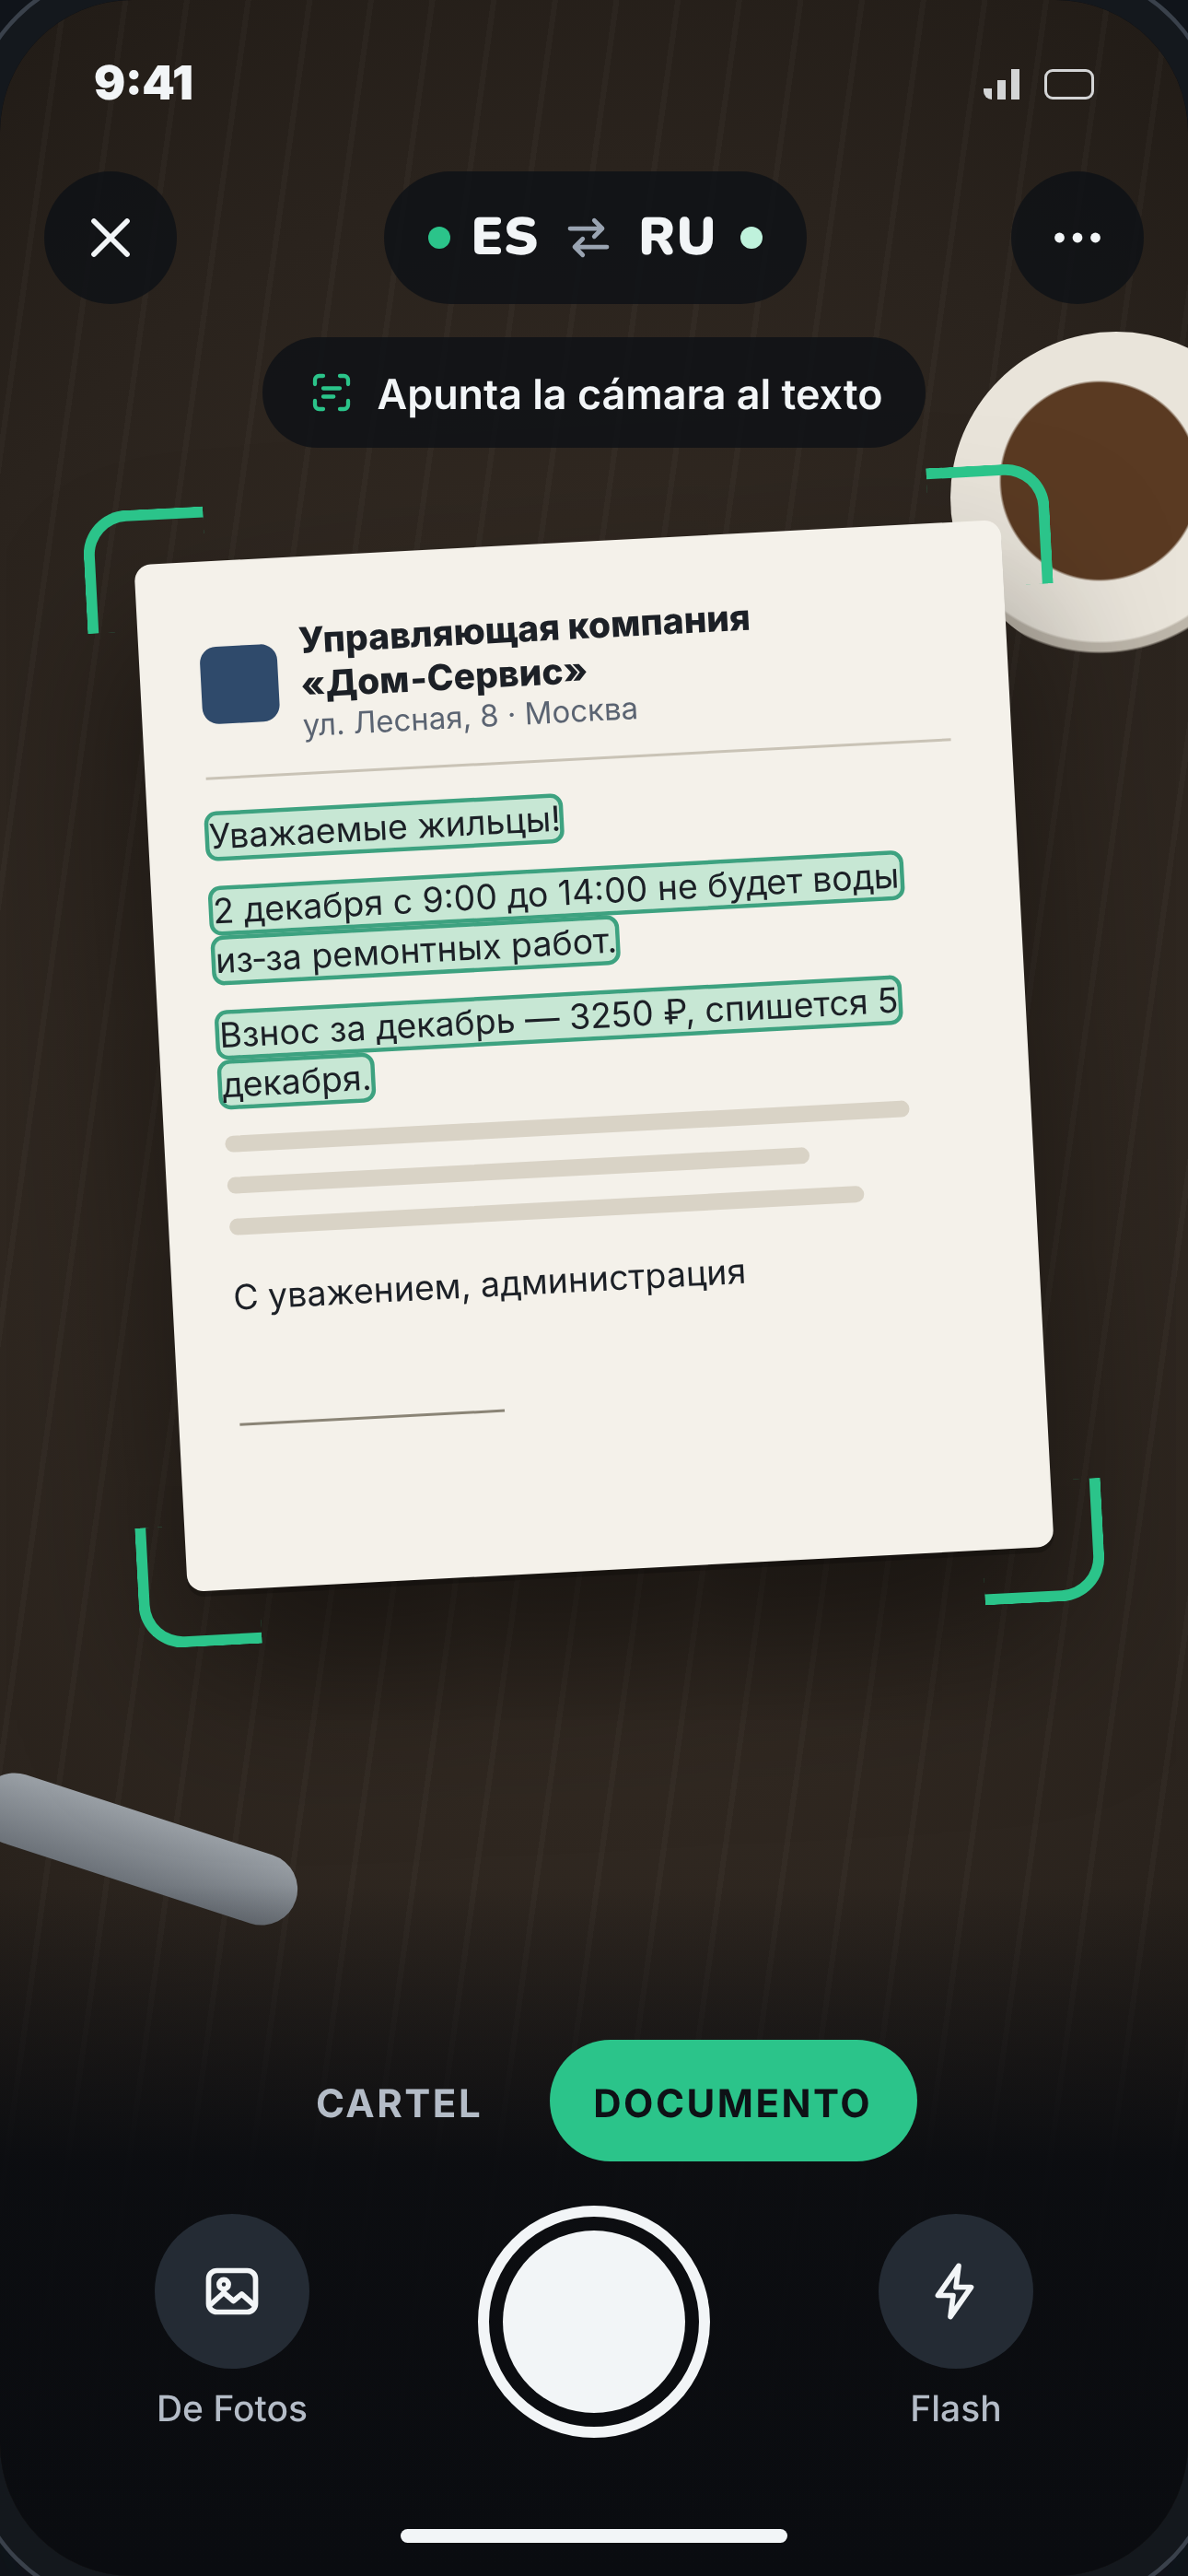 9:41
ES RU
Apunta la cámara al texto
Управляющая компания
«Дом-Сервис»
ул. Лесная, 8 · Москва
Уважаемые жильцы!
2 декабря с 9:00 до 14:00 не будет воды
из-за ремонтных работ.
Взнос за декабрь — 3250 ₽, спишется 5
декабря.
С уважением, администрация
CARTEL DOCUMENTO
De Fotos Flash